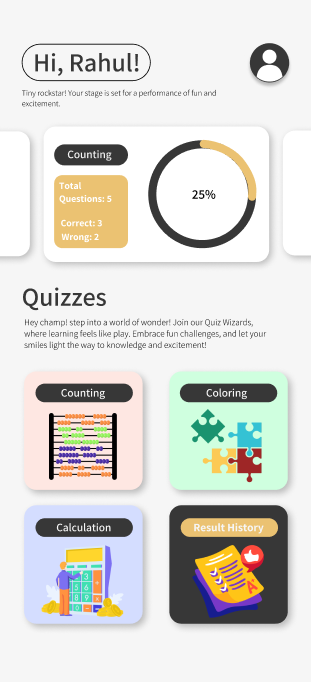 Hi, Rahul!
Tiny rockstar! Your stage is set for a performance of fun and
excitement.
Counting
Total
Questions: 5
Correct: 3
Wrong: 2
25%
Quizzes
Hey champ! step into a world of wonder! Join our Quiz Wizards,
where learning feels like play. Embrace fun challenges, and let your
smiles light the way to knowledge and excitement!
Counting
Coloring
Calculation
Result History